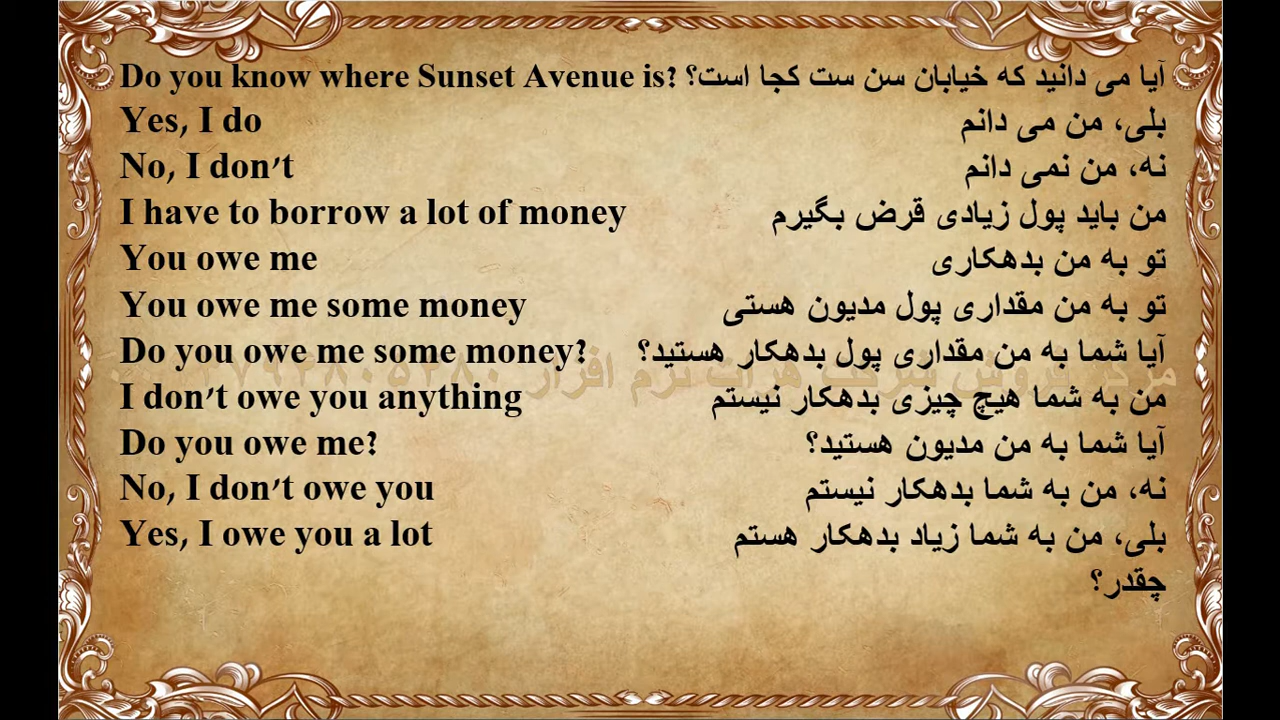 Do you know where Sunset Avenue is? آیا می دانید که خیابان سن ست کجا است؟
Yes, I do بلی، من می دانم
No, I don't نه، من نمی دانم
I have to borrow a lot of money من باید پول زیادی قرض بگیرم
You owe me تو به من بدهکاری
You owe me some money تو به من مقداری پول مدیون هستی
Do you owe me some money? آیا شما به من مقداری پول بدهکار هستید؟
I don't owe you anything من به شما هیچ چیزی بدهکار نیستم
Do you owe me? آیا شما به من مدیون هستید؟
No, I don't owe you نه، من به شما بدهکار نیستم
Yes, I owe you a lot بلی، من به شما زیاد بدهکار هستم
چقدر؟